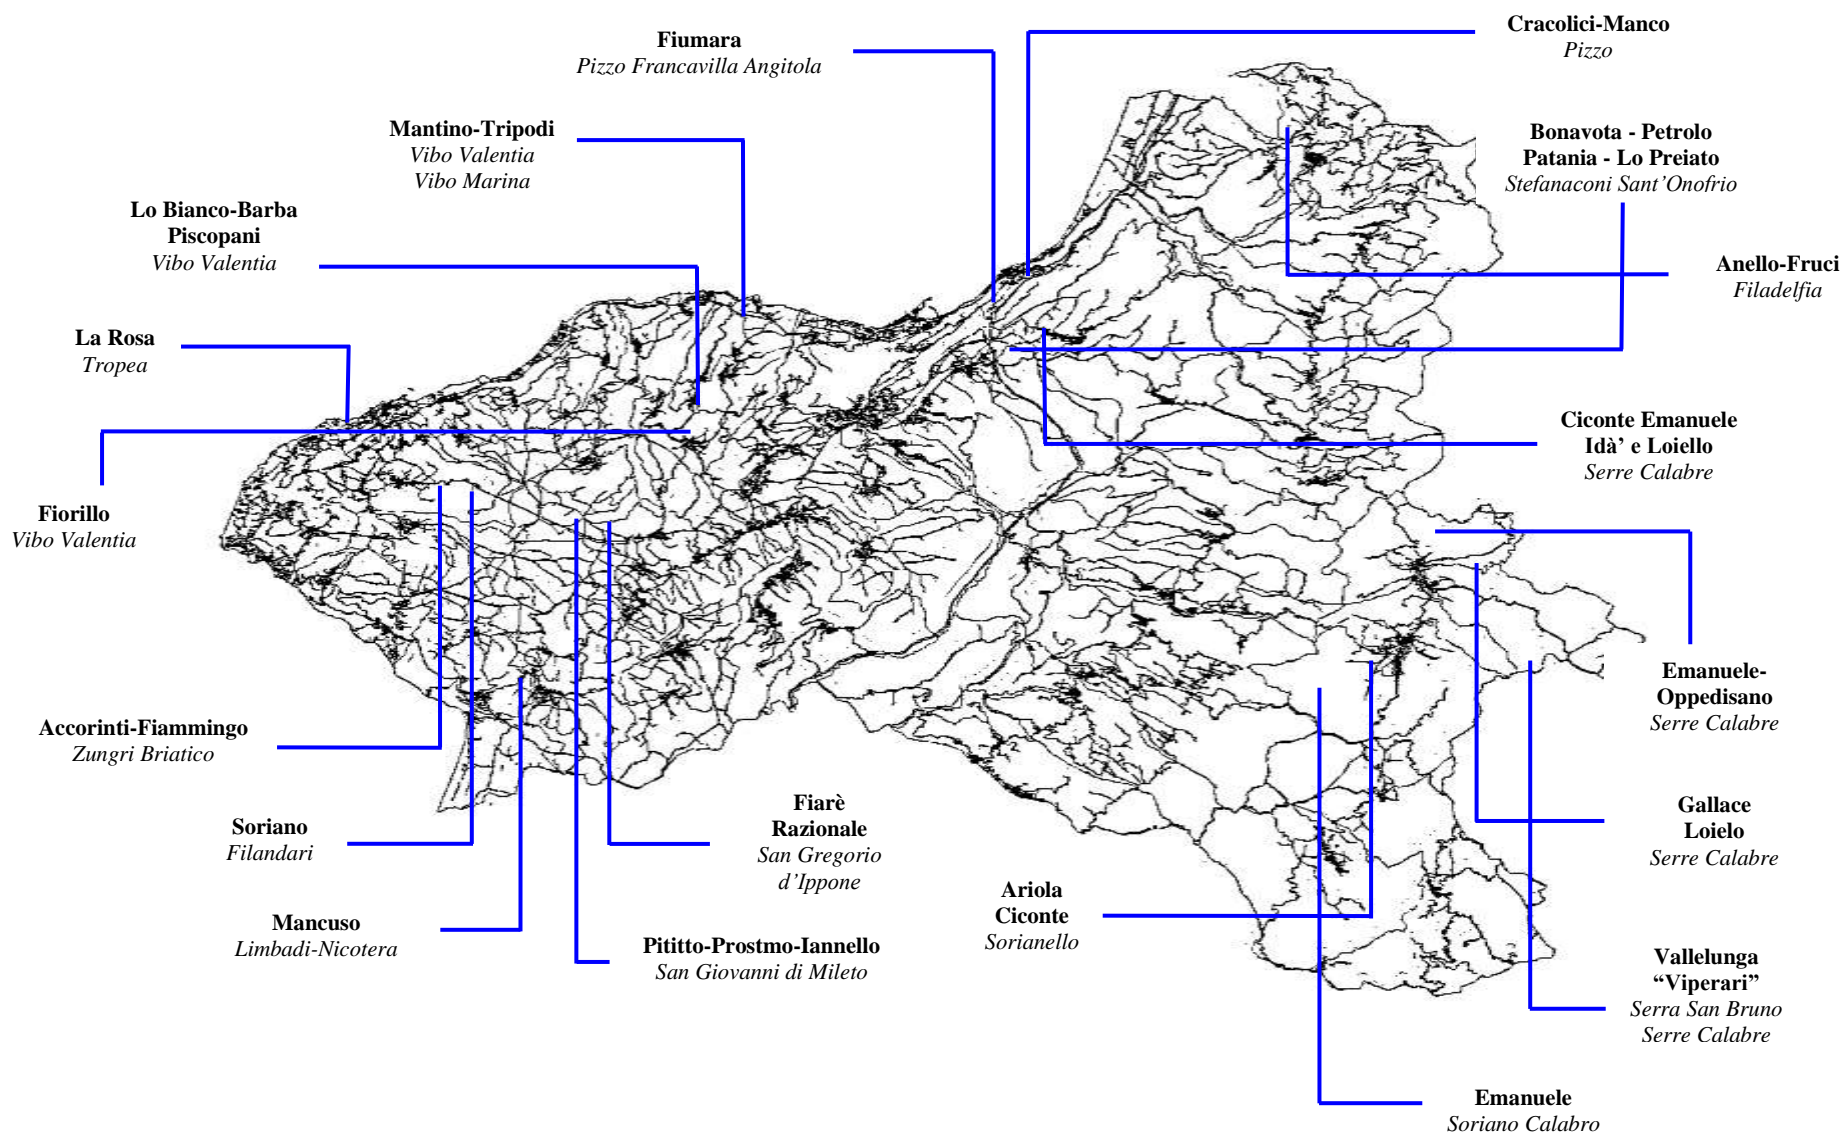 Cracolici-Manco
Pizzo
Fiumara
Pizzo Francavilla Angitola
Mantino-Tripodi
Vibo Valentia
Vibo Marina
Bonavota - Petrolo
Patania - Lo Preiato
Stefanaconi Sant’Onofrio
Lo Bianco-Barba
Piscopani
Vibo Valentia
Anello-Fruci
Filadelfia
La Rosa
Tropea
Ciconte Emanuele
Idà’ e Loiello
Serre Calabre
Fiorillo
Vibo Valentia
Emanuele-
Oppedisano
Serre Calabre
Accorinti-Fiammingo
Zungri Briatico
Gallace
Loielo
Serre Calabre
Soriano
Filandari
Fiarè
Razionale
San Gregorio
d’Ippone
Ariola
Ciconte
Sorianello
Mancuso
Limbadi-Nicotera
Pititto-Prostmo-Iannello
San Giovanni di Mileto
Vallelunga
“Viperari”
Serra San Bruno
Serre Calabre
Emanuele
Soriano Calabro